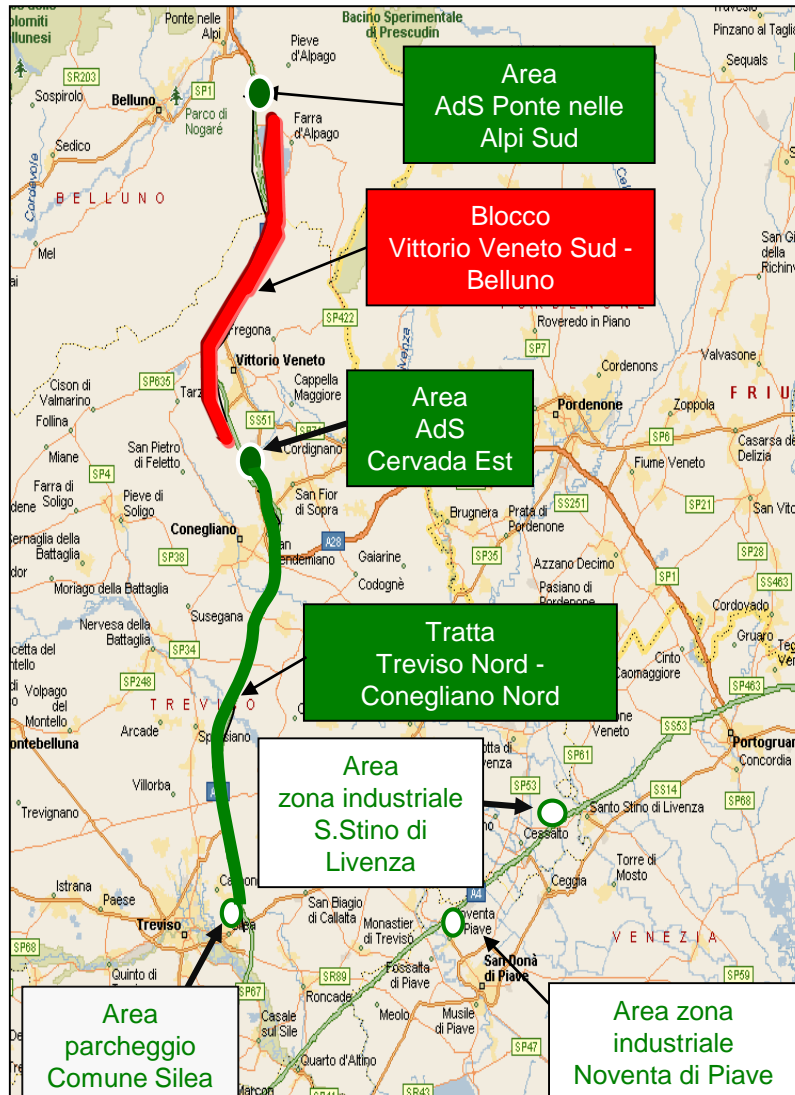 Ponte nelle
Alpi
Bacino Sperimentale
di Prescudin
Travesio
Pinzano al Tagl
Pieve
d'Alpago
Sequals
SR203
SP1
Sospirolo
Belluno
Parco di
Nogaré
Farra
d'Alpago
Area
AdS Ponte nelle
Alpi Sud
Sedico
Cordevole
BELLUNO
Mel
Blocco
Vittorio Veneto Sud -
Belluno
San Gi
della
Richinv
SP422
Roveredo in Piano
Fregona
SP7
Vittorio Veneto
Cordenons
Valvasone
Cison di
Valmarino
SP635
Cappella
Maggiore
FRIU
Follina
SS51
Pordenone
Zoppola
Miane
San Pietro
di Feletto
Cordignano
Area
AdS
Cervada Est
SP6
Casarsa de
Delizia
SP4
Fiume Veneto
Farra di
Soligo
Pieve di
Soligo
San Fior
di Sopra
SS251
SP21
San Vito
Brugnera
Prata di
Pordenone
Conegliano
A28
SP38
SP35
Azzano Decimo
SP28
Gaiarine
Codognè
SP1
SS463
Moriago della Battaglia
Pasiano di
Susegana
Cordovado
Nervesa della
Battaglia
Gruaro
SP34
Tratta
Treviso Nord -
Conegliano Nord
Cinto
Caomaggiore
Volpago
del
Montello
SP248
SP463
TREVISO
Arcade
SS53
SP61
Portogruar
Concordia
Area
zona industriale
S.Stino di
Livenza
SP53
SS14
Villorba
SP68
Trevignano
Santo Stino di Livenza
Cessalto
Torre di
Mosto
Ceggia
Istrana
Paese
San Biagio
di Callalta
A4
Treviso
Monastier
di Treviso
Noventa
Piave
VENEZIA
SP68
San Donà
di Piave
Fossalta
di Piave
Quinto di
SP67
SR89
SP59
Roncade
Area
parcheggio
Comune Silea
Casale
sul Sile
Meolo
Musile
di Piave
Area zona
industriale
Noventa di Piave
SP47
Quarto d'Altino
SR43